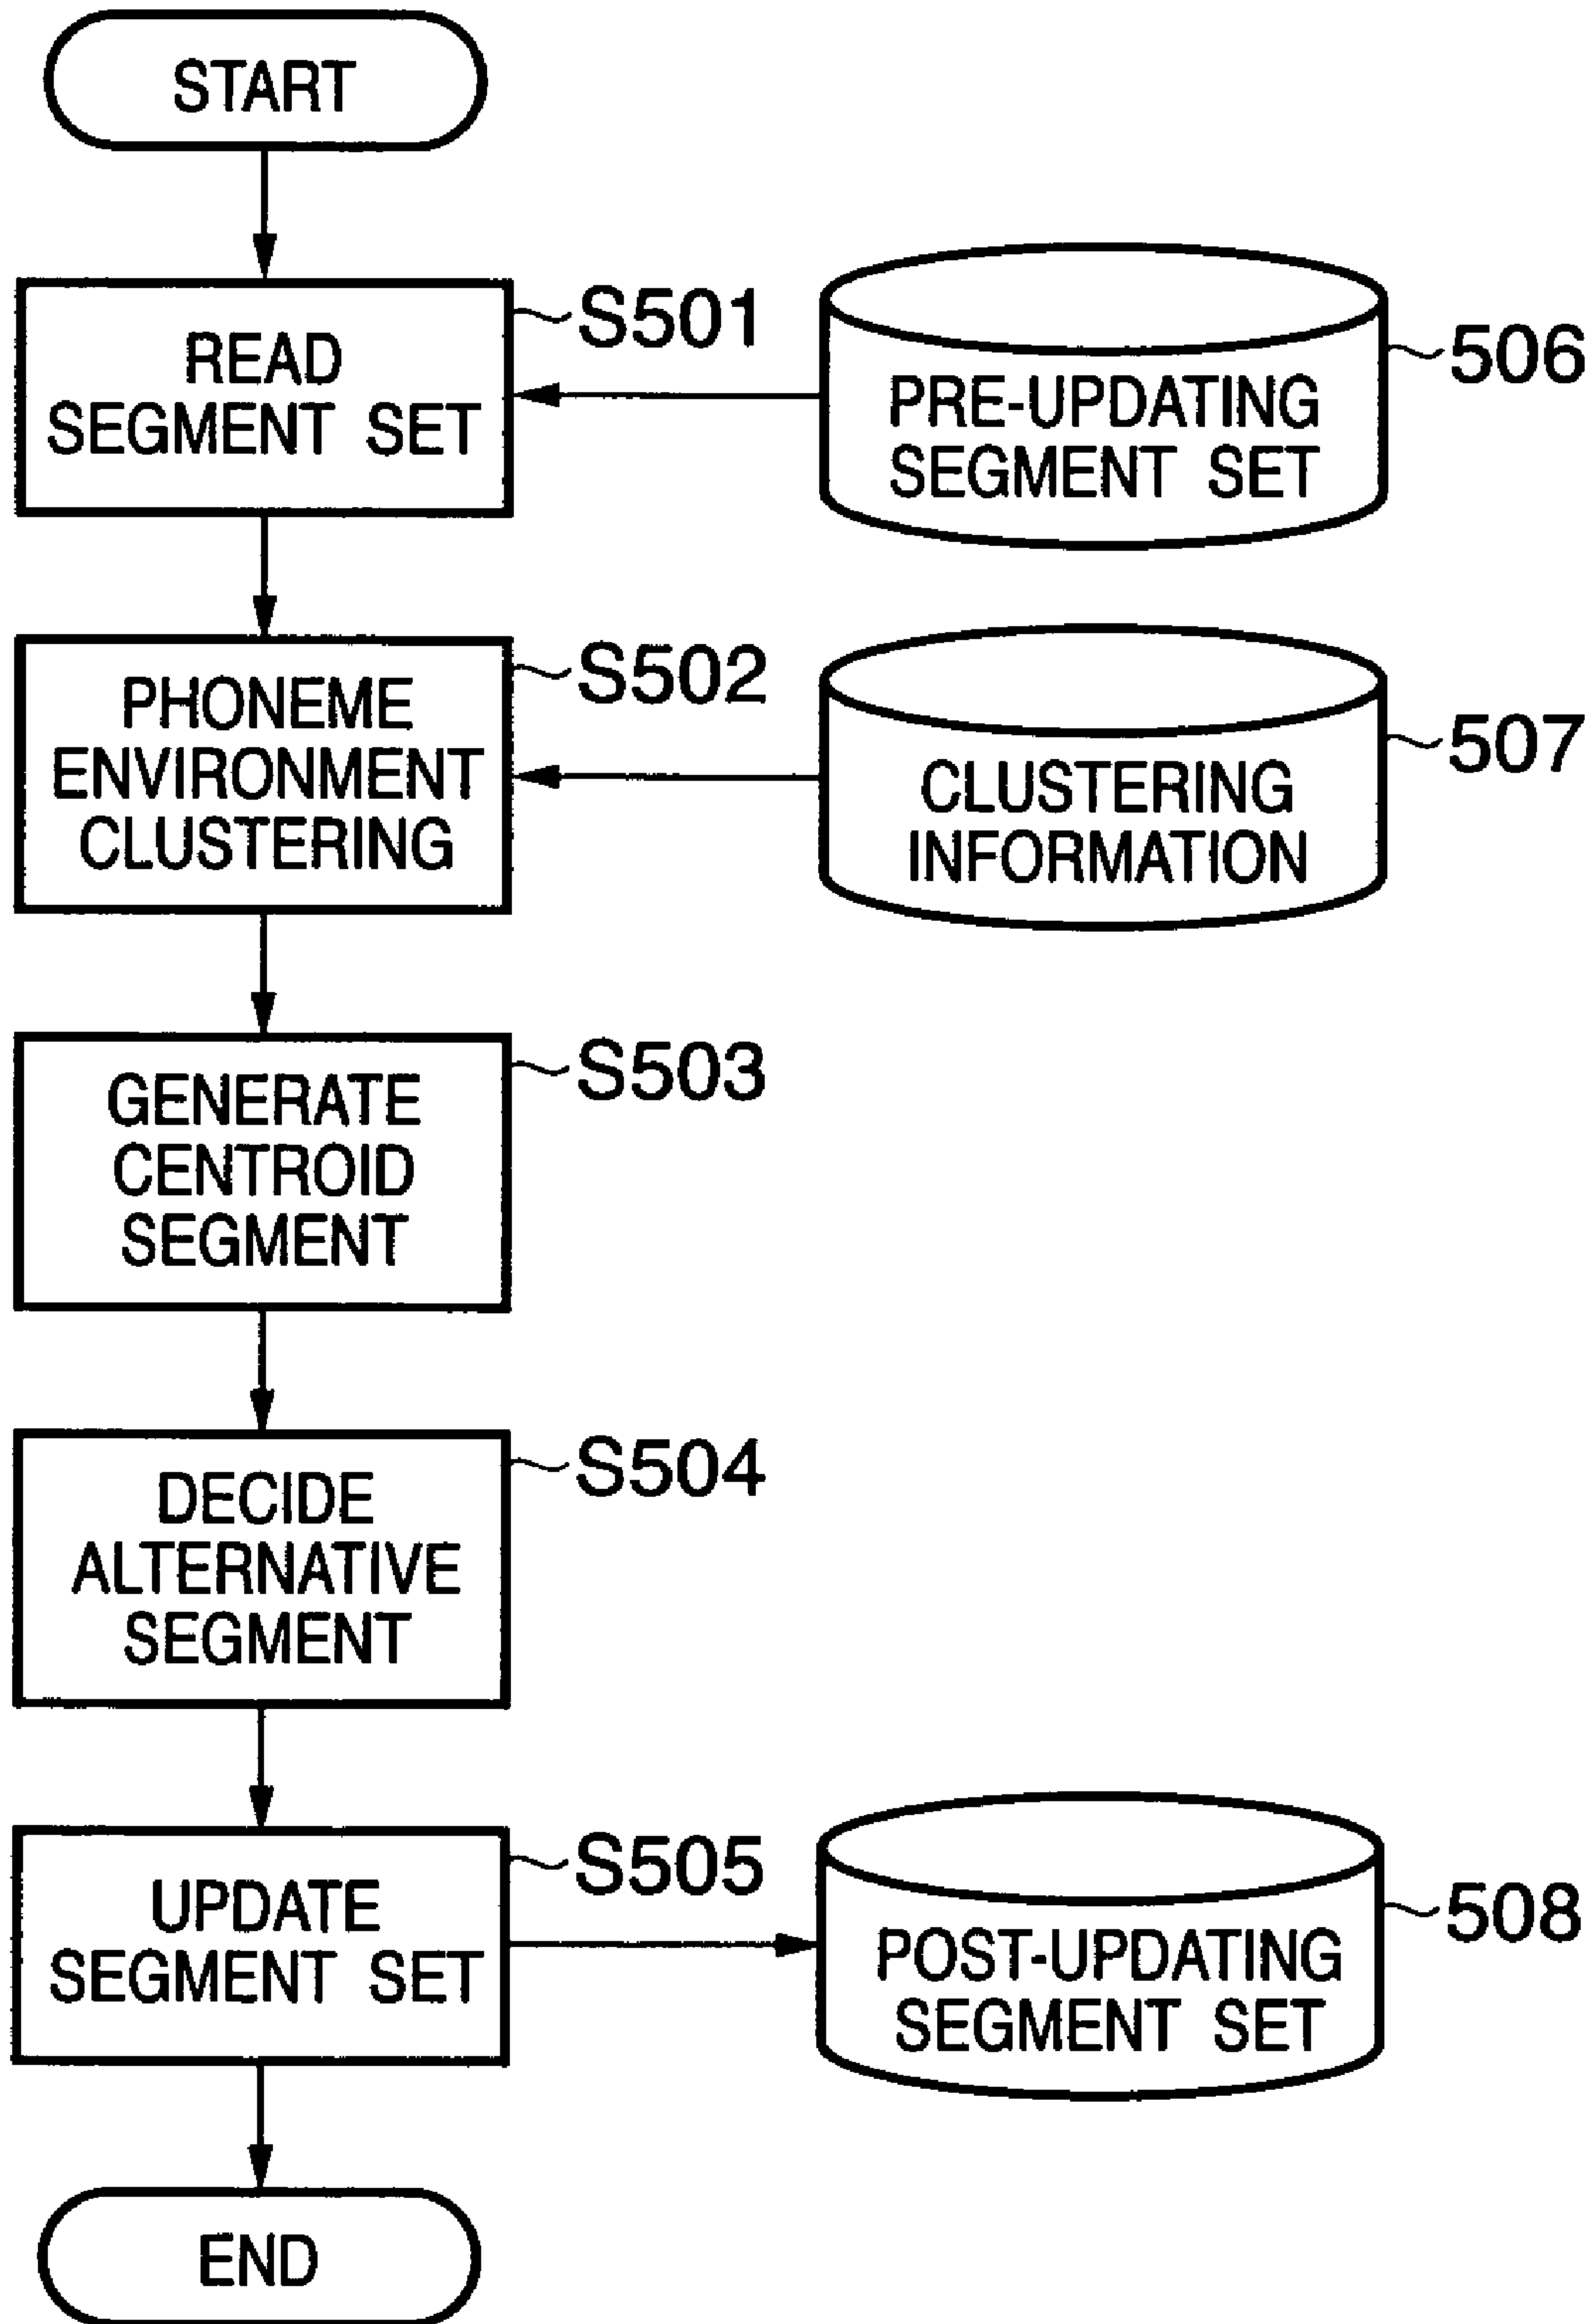 START
READ
SEGMENT SET
S501
PRE-UPDATING
SEGMENT SET
506
PHONEME
ENVIRONMENT
CLUSTERING
S502
CLUSTERING
INFORMATION
507
GENERATE
CENTROID
SEGMENT
S503
DECIDE
ALTERNATIVE
SEGMENT
S504
UPDATE
SEGMENT SET
S505
POST-UPDATING
SEGMENT SET
508
END